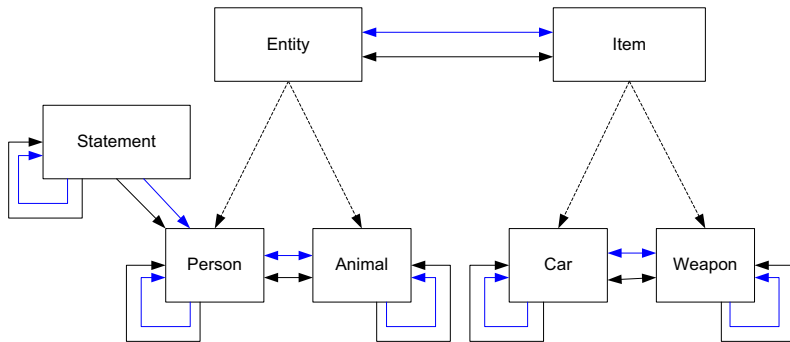 Entity
Item
Statement
Person
Animal
Car
Weapon